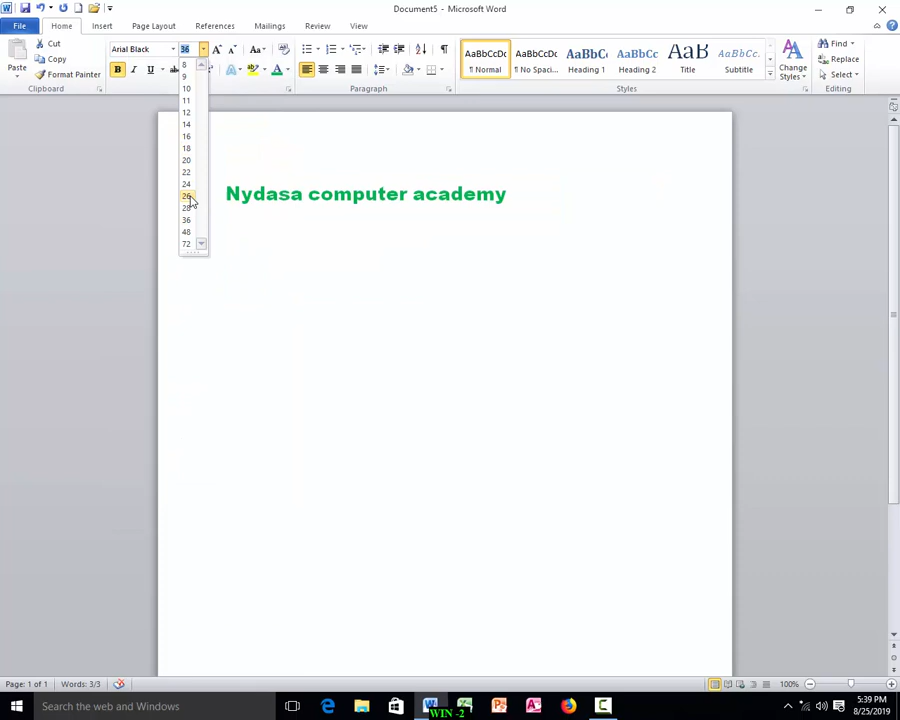 Document5 - Microsoft Word
File Home Insert Page Layout References Mailings Review View
Cut
Copy
Format Painter
Paste
Clipboard
Arial Black 36
B I U
Paragraph
AaBbCcDc AaBbCcDc AaBbCc AaBbCc AaB AaBbCcL
¶ Normal ¶ No Spaci... Heading 1 Heading 2 Title Subtitle
Styles
Change Styles
Find
Replace
Select
Editing
8
9
10
11
12
14
16
18
20
22
24
26
28
36
48
72
Nydasa computer academy
Page: 1 of 1 Words: 3/3 100%
Search the web and Windows
WIN -2
5:39 PM
8/25/2019